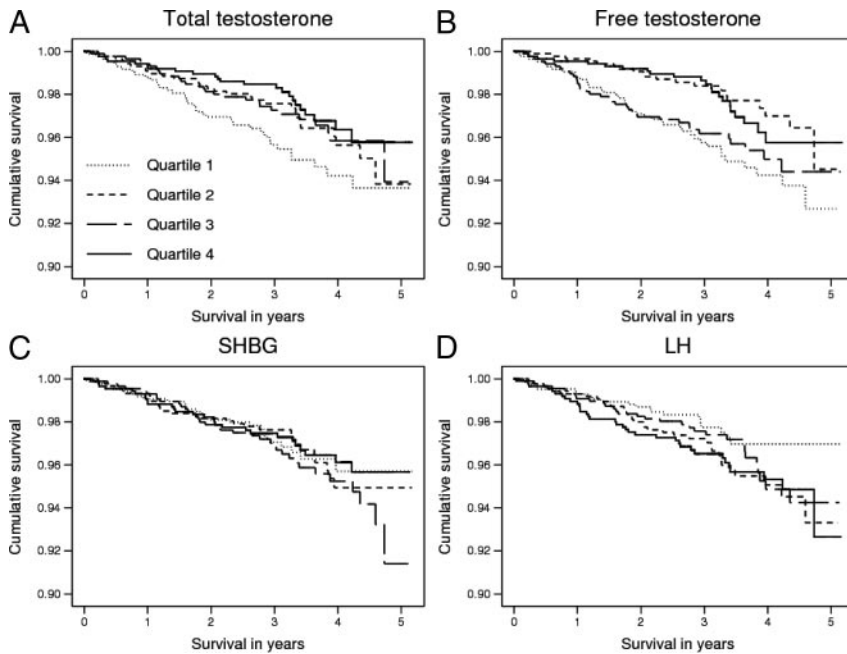 A
Total testosterone
Cumulative survival
1.00
0.98
0.96
0.94
0.92
0.90
Quartile 1
Quartile 2
Quartile 3
Quartile 4
0 1 2 3 4 5
Survival in years
B
Free testosterone
Cumulative survival
1.00
0.98
0.96
0.94
0.92
0.90
0 1 2 3 4 5
Survival in years
C
SHBG
Cumulative survival
1.00
0.98
0.96
0.94
0.92
0.90
0 1 2 3 4 5
Survival in years
D
LH
Cumulative survival
1.00
0.98
0.96
0.94
0.92
0.90
0 1 2 3 4 5
Survival in years